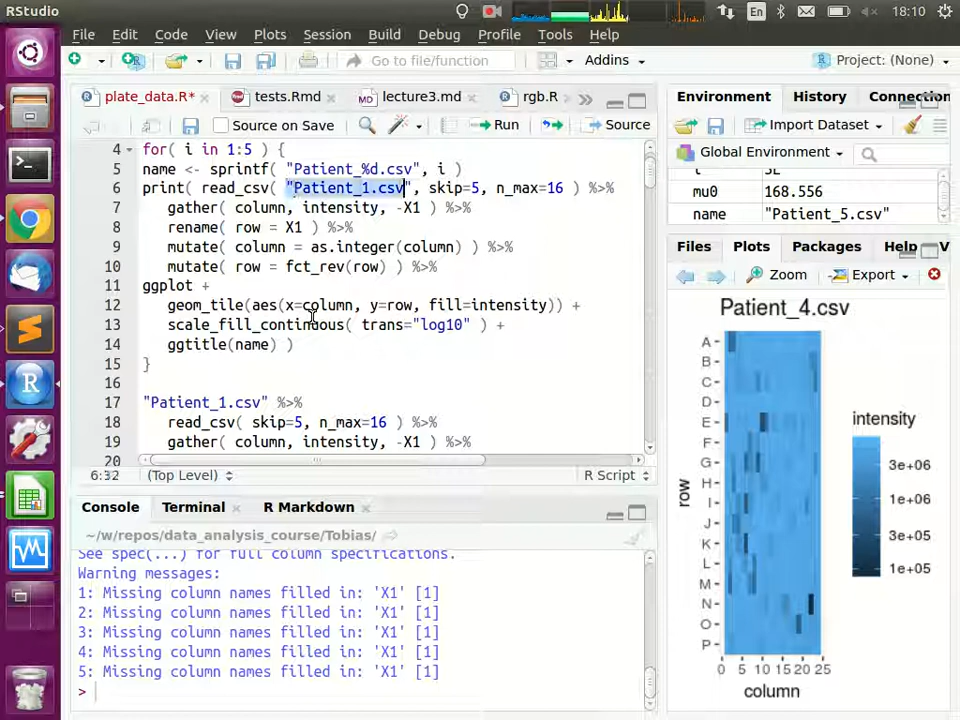 RStudio
En
18:10
File Edit Code View Plots Session Build Debug Profile Tools Help
Go to file/function
Addins
Project: (None)
plate_data.R*
tests.Rmd
lecture3.md
rgb.R
Source on Save
Run
Source
4 for( i in 1:5 ) {
5 name <- sprintf( "Patient_%d.csv", i )
6 print( read_csv( "Patient_1.csv", skip=5, n_max=16 ) %>%
7 gather( column, intensity, -X1 ) %>%
8 rename( row = X1 ) %>%
9 mutate( column = as.integer(column) ) %>%
10 mutate( row = fct_rev(row) ) %>%
11 ggplot +
12 geom_tile(aes(x=column, y=row, fill=intensity)) +
13 scale_fill_continuous( trans="log10" ) +
14 ggtitle(name) )
15 }
16
17 "Patient_1.csv" %>%
18 read_csv( skip=5, n_max=16 ) %>%
19 gather( column, intensity, -X1 ) %>%
20
6:32 (Top Level) R Script
Console Terminal R Markdown
~/w/repos/data_analysis_course/Tobias/
See spec(...) for full column specifications.
Warning messages:
1: Missing column names filled in: 'X1' [1]
2: Missing column names filled in: 'X1' [1]
3: Missing column names filled in: 'X1' [1]
4: Missing column names filled in: 'X1' [1]
5: Missing column names filled in: 'X1' [1]
>
Environment History Connection
Import Dataset
Global Environment
5L
mu0 168.556
name "Patient_5.csv"
Files Plots Packages Help
Zoom Export
Patient_4.csv
A
B
C
D
E
F
G
H
I
J
K
L
M
N
O
P
row
0 5 10 15 20 25
column
intensity
3e+06
1e+06
3e+05
1e+05